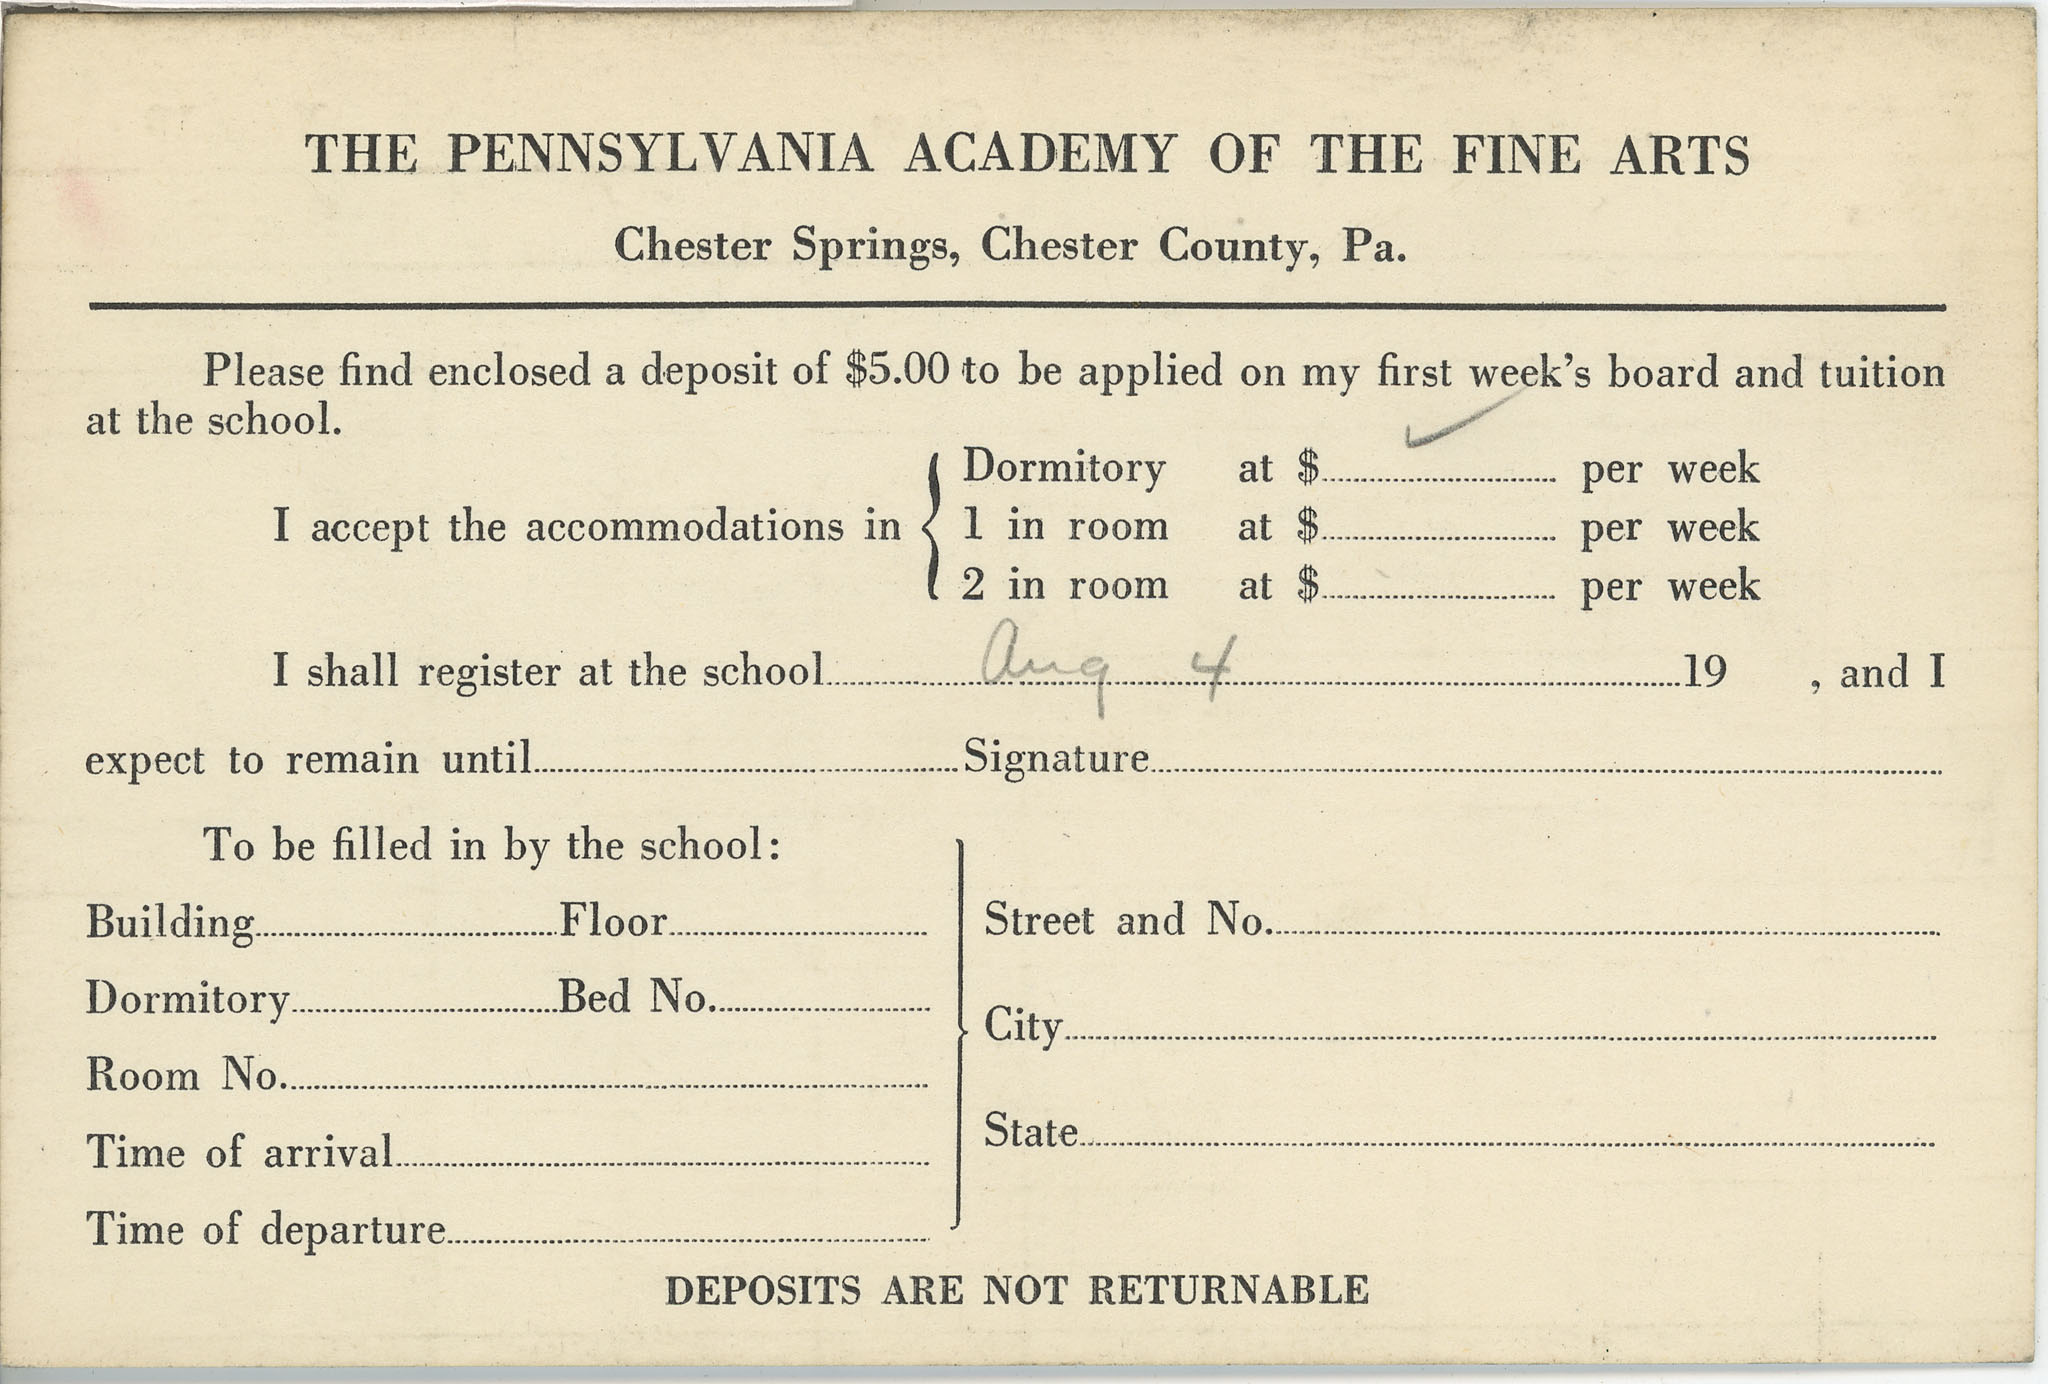 THE PENNSYLVANIA ACADEMY OF THE FINE ARTS
Chester Springs, Chester County, Pa.
Please find enclosed a deposit of $5.00 to be applied on my first week's board and tuition
at the school.
Dormitory at $ ✓ per week
I accept the accommodations in { 1 in room at $ per week
2 in room at $ per week
I shall register at the school Aug 4 19 , and I
expect to remain until Signature
To be filled in by the school:
Building Floor
Street and No.
Dormitory Bed No.
City
Room No.
State
Time of arrival
Time of departure
DEPOSITS ARE NOT RETURNABLE